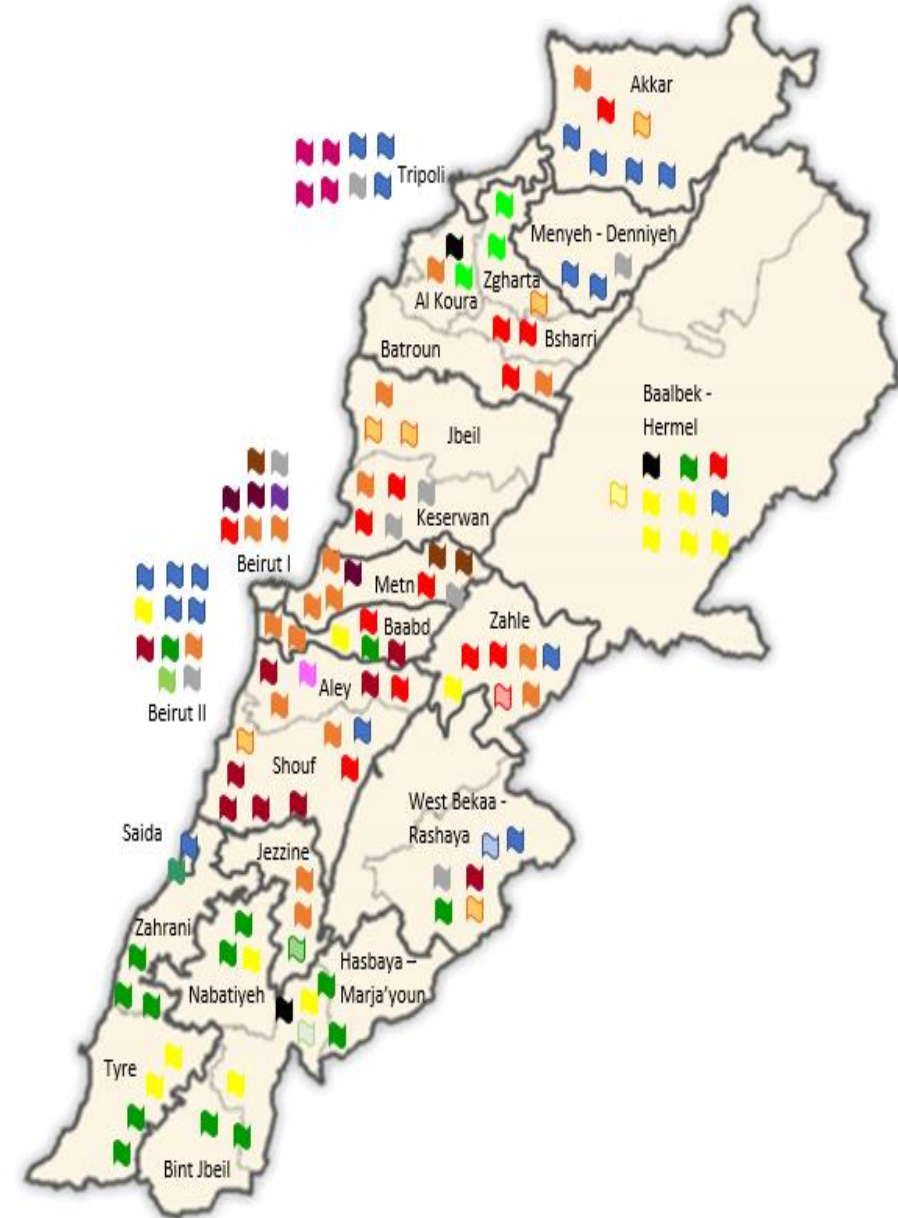 Akkar
Tripoli
Menyeh - Denniyeh
Zgharta
Al Koura
Bsharri
Batroun
Baalbek -
Hermel
Jbeil
Keserwan
Beirut I
Metn
Baabd
Zahle
Aley
Beirut II
Shouf
West Bekaa -
Rashaya
Saida
Jezzine
Zahrani
Hasbaya –
Marja'youn
Nabatiyeh
Tyre
Bint Jbeil